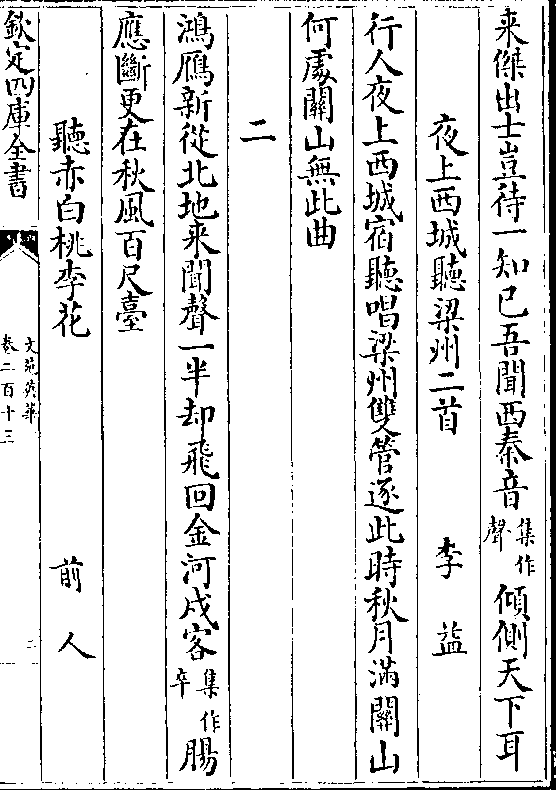 来傑出士豈待一知已吾聞西秦音集作聲傾側天下耳
夜上西城聽梁州二首 李益
行人夜上西城宿聽唱梁州雙管逐此時秋月滿關山
何處關山無此曲
二
鴻雁新從北地来聞聲一半却飛回金河戍客集作卒腸
應斷更在秋風百尺臺
聽赤白桃李花 前人
欽定四庫全書
文苑英華
卷二百十三
二